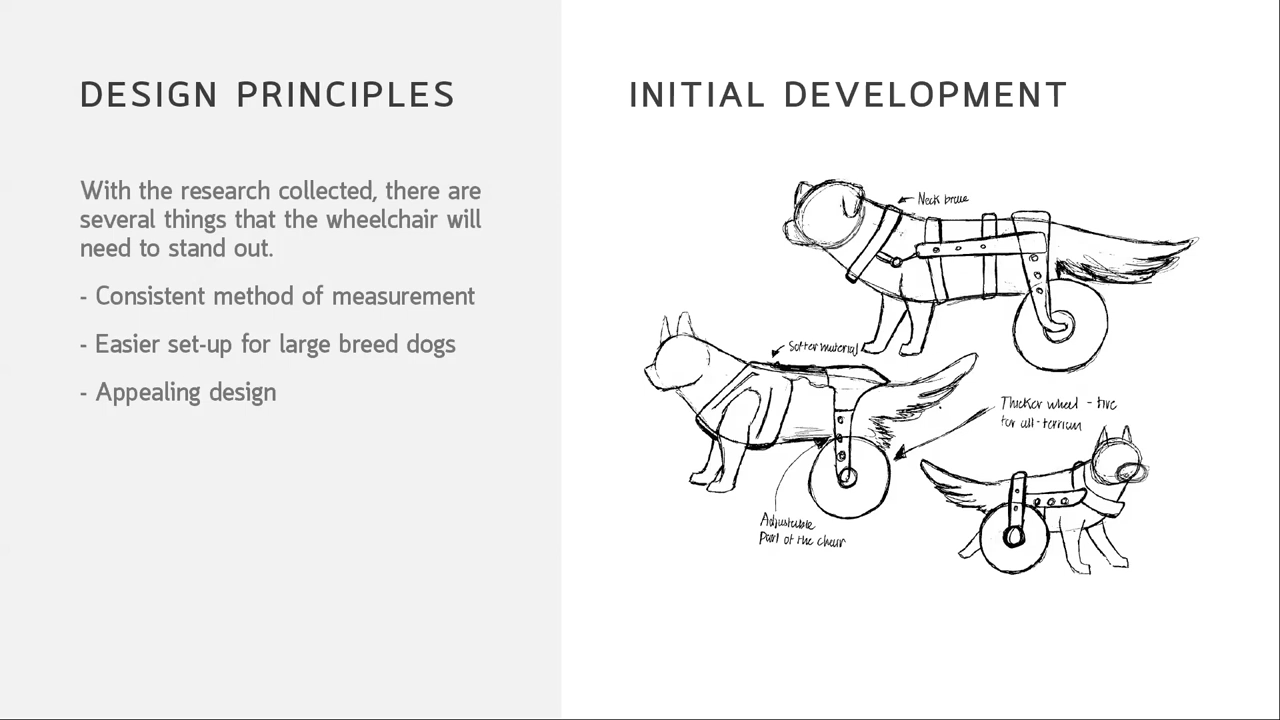 DESIGN PRINCIPLES
With the research collected, there are
several things that the wheelchair will
need to stand out.
- Consistent method of measurement
- Easier set-up for large breed dogs
- Appealing design
INITIAL DEVELOPMENT
Neck brace
Softer material
Thicker wheel - tire
for all-terrian
Adjustable
part of the chair